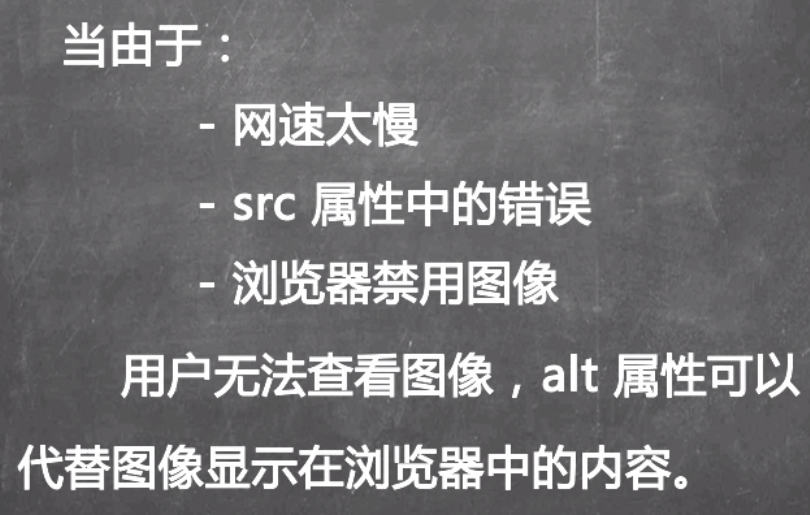 当由于：
- 网速太慢
- src 属性中的错误
- 浏览器禁用图像
用户无法查看图像，alt 属性可以
代替图像显示在浏览器中的内容。